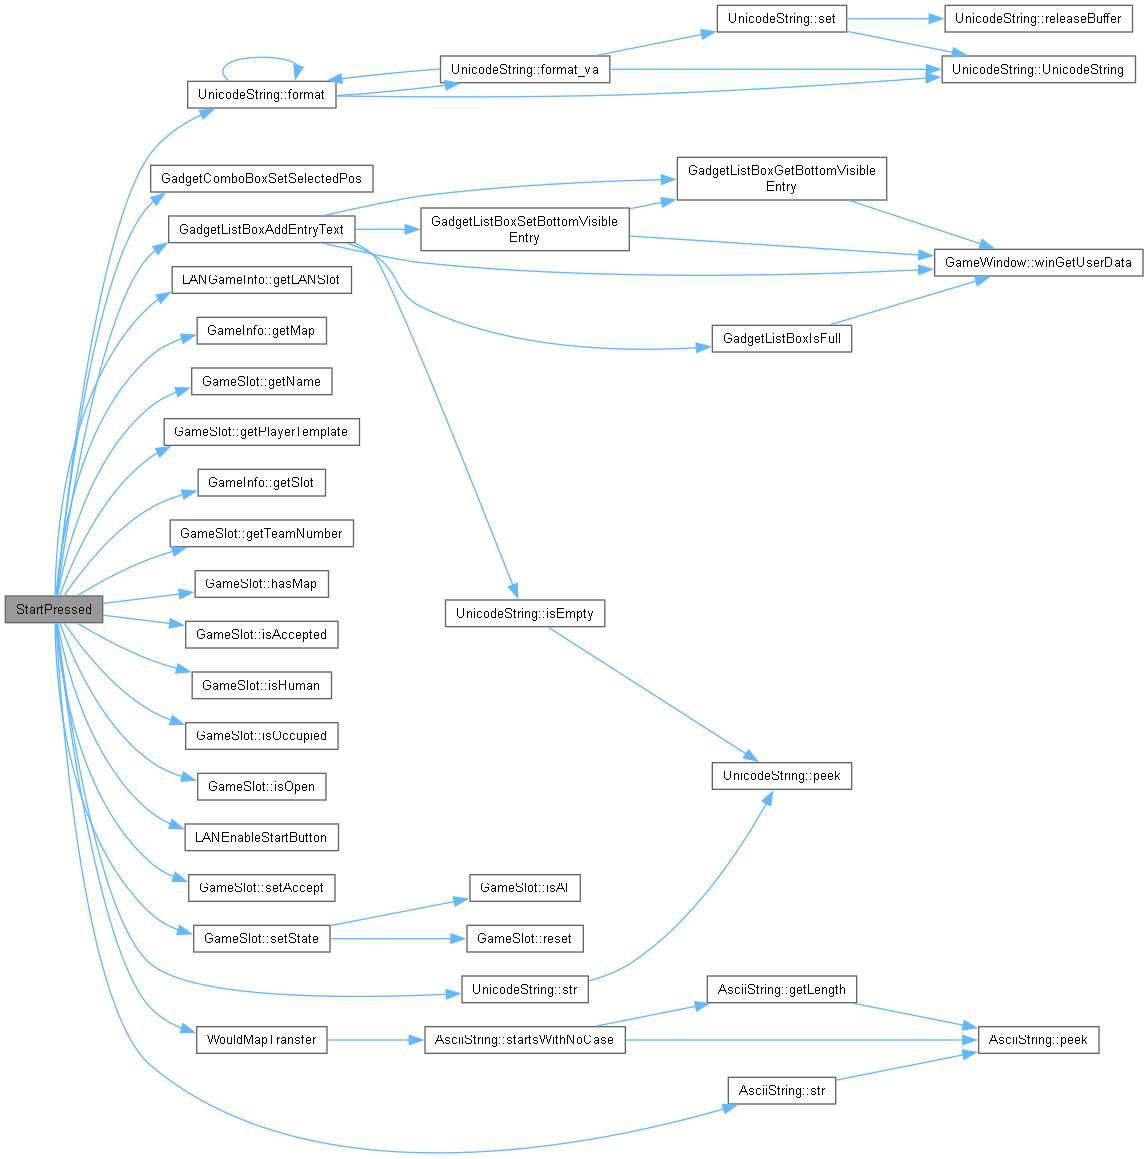 UnicodeString::set
UnicodeString::releaseBuffer
UnicodeString::format_va
UnicodeString::UnicodeString
UnicodeString::format
GadgetComboBoxSetSelectedPos
GadgetListBoxGetBottomVisible
Entry
GadgetListBoxAddEntryText
GadgetListBoxSetBottomVisible
Entry
GameWindow::winGetUserData
LANGameInfo::getLANSlot
GameInfo::getMap
GadgetListBoxIsFull
GameSlot::getName
GameSlot::getPlayerTemplate
GameInfo::getSlot
GameSlot::getTeamNumber
GameSlot::hasMap
StartPressed
UnicodeString::isEmpty
GameSlot::isAccepted
GameSlot::isHuman
GameSlot::isOccupied
UnicodeString::peek
GameSlot::isOpen
LANEnableStartButton
GameSlot::setAccept
GameSlot::isAI
GameSlot::setState
GameSlot::reset
UnicodeString::str
AsciiString::getLength
WouldMapTransfer
AsciiString::startsWithNoCase
AsciiString::peek
AsciiString::str